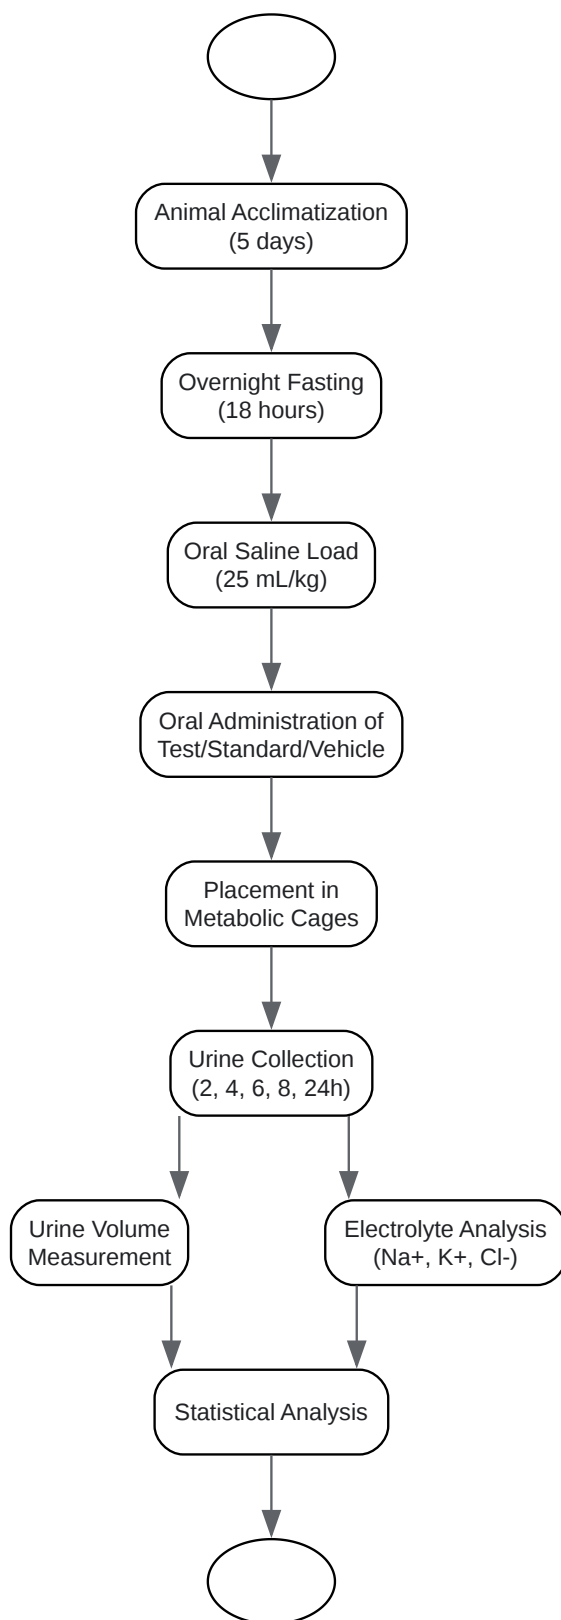 Animal Acclimatization
(5 days)
Overnight Fasting
(18 hours)
Oral Saline Load
(25 mL/kg)
Oral Administration of
Test/Standard/Vehicle
Placement in
Metabolic Cages
Urine Collection
(2, 4, 6, 8, 24h)
Urine Volume
Measurement
Electrolyte Analysis
(Na+, K+, Cl-)
Statistical Analysis